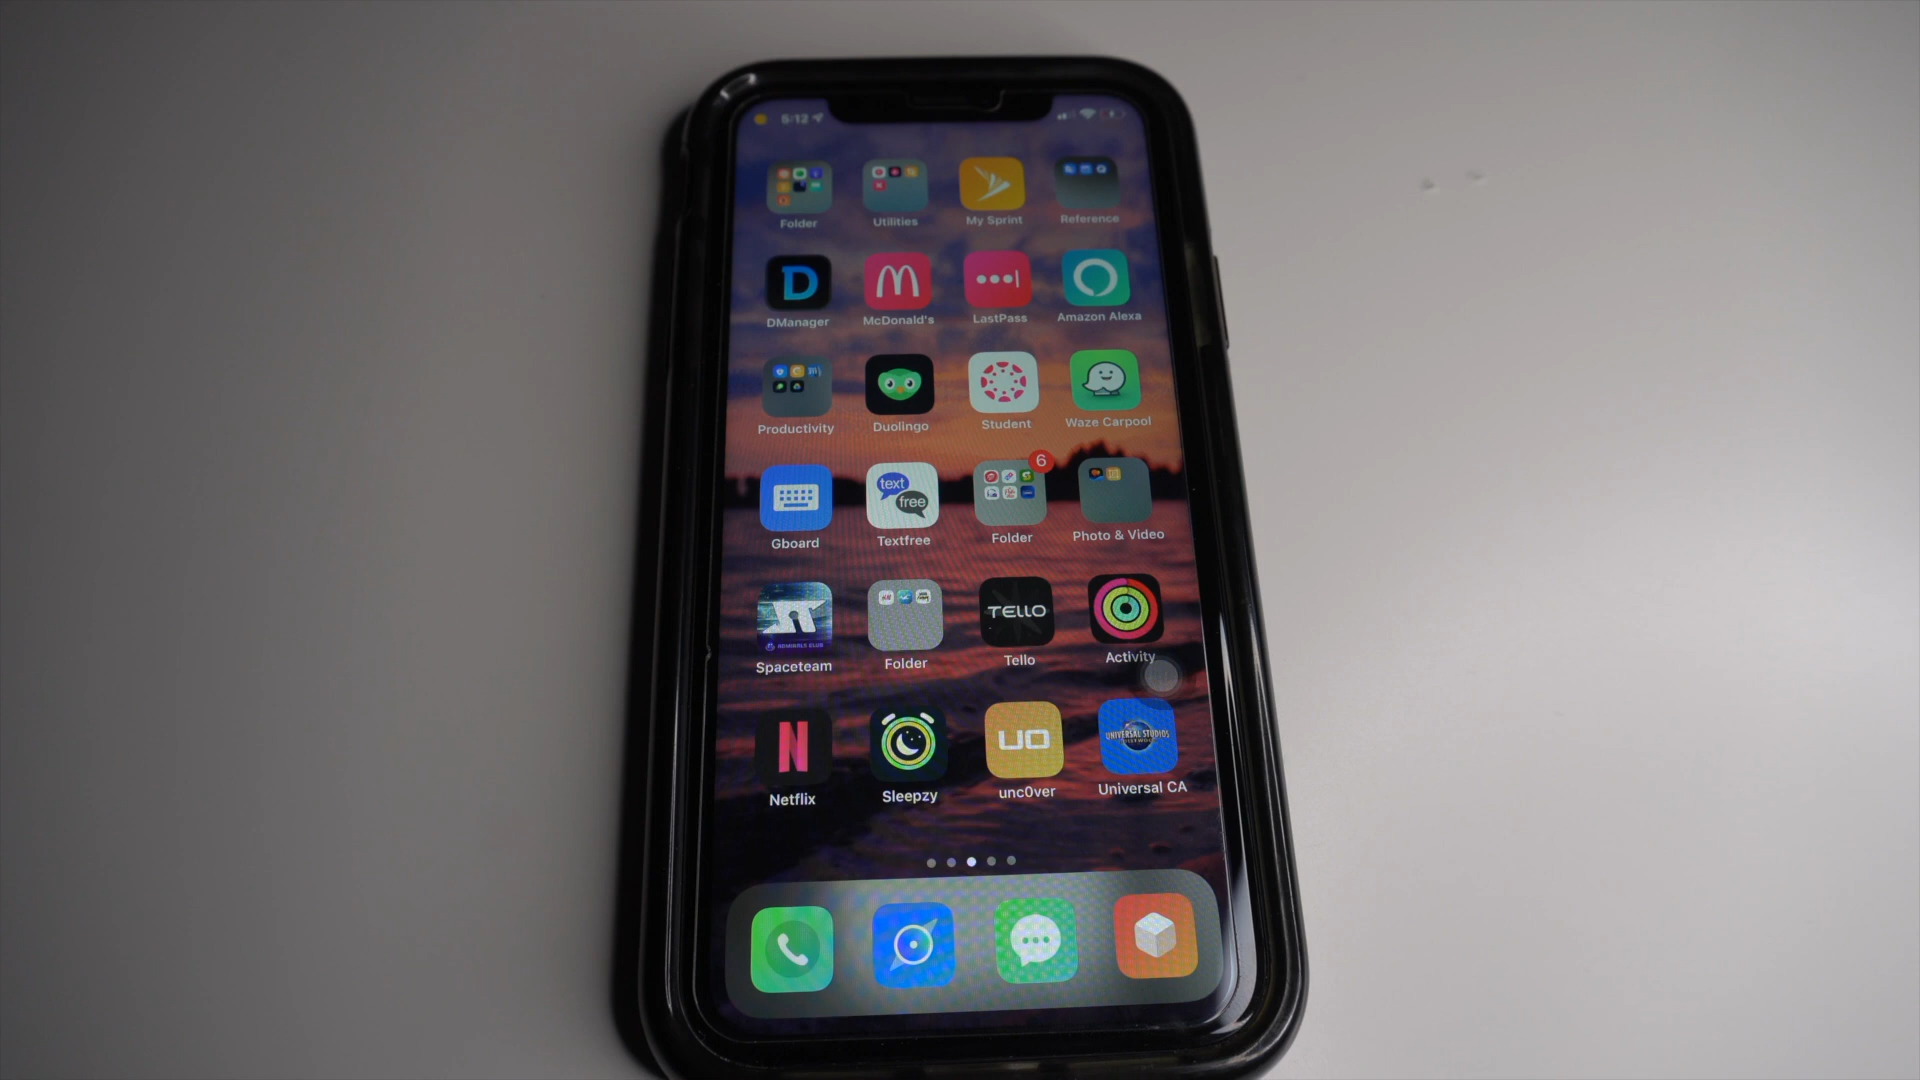 5:12
Folder Utilities My Sprint Reference
DManager McDonald's LastPass Amazon Alexa
Productivity Duolingo Student Waze Carpool
text
free
6
Gboard Textfree Folder Photo & Video
ADMIRALS CLUB
TELLO
Spaceteam Folder Tello Activity
N
UO
UNIVERSAL STUDIOS
Netflix Sleepzy unc0ver Universal CA